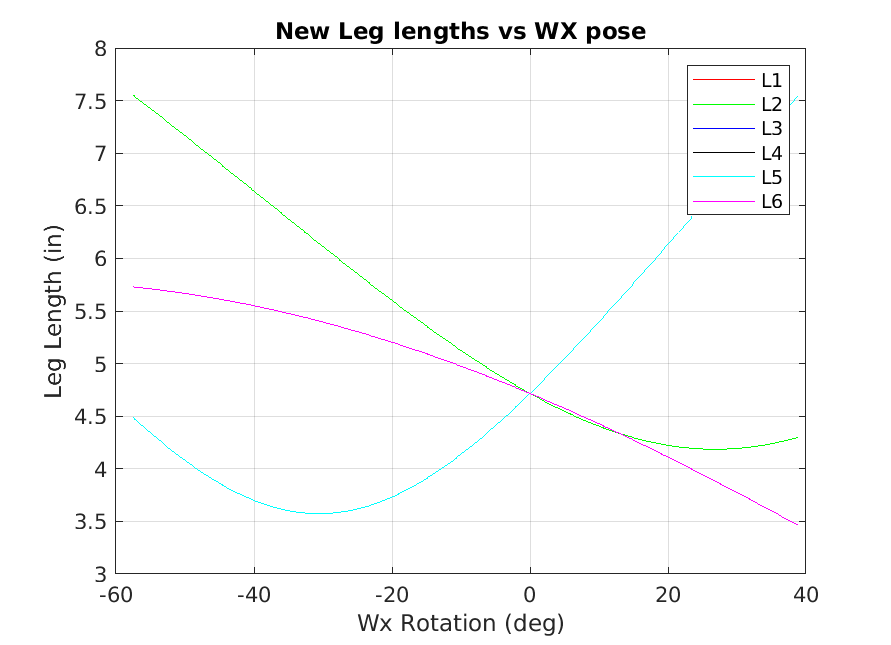 New Leg lengths vs WX pose
8
7.5
7
6.5
6
5.5
5
4.5
4
3.5
3
Leg Length (in)
L1
L2
L3
L4
L5
L6
-60 -40 -20 0 20 40
Wx Rotation (deg)